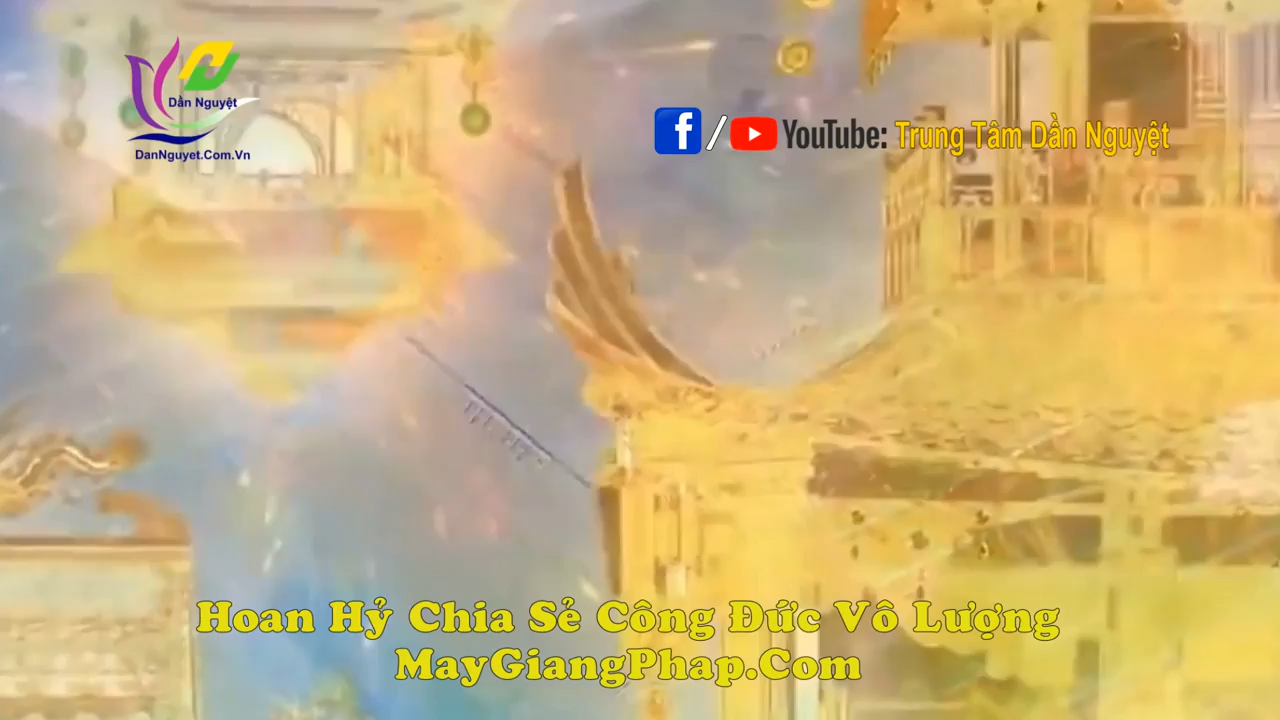 Dần Nguyệt
DanNguyet.Com.Vn
f / YouTube: Trung Tâm Dần Nguyệt
Hoan Hỷ Chia Sẻ Công Đức Vô Lượng
MayGiangPhap.Com